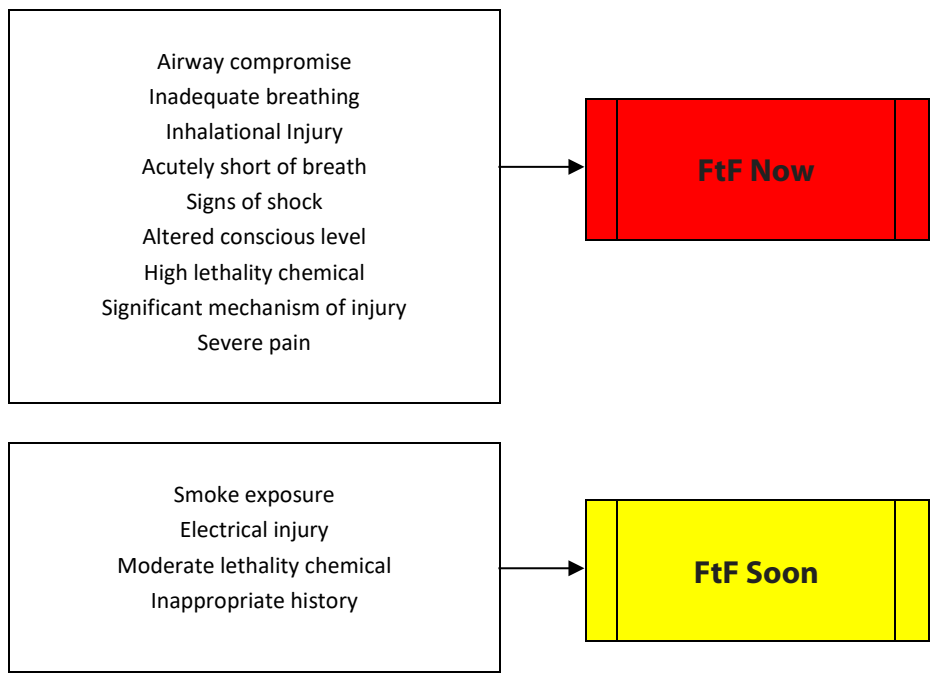 Airway compromise
Inadequate breathing
Inhalational Injury
Acutely short of breath
Signs of shock
Altered conscious level
High lethality chemical
Significant mechanism of injury
Severe pain
FtF Now
Smoke exposure
Electrical injury
Moderate lethality chemical
Inappropriate history
FtF Soon